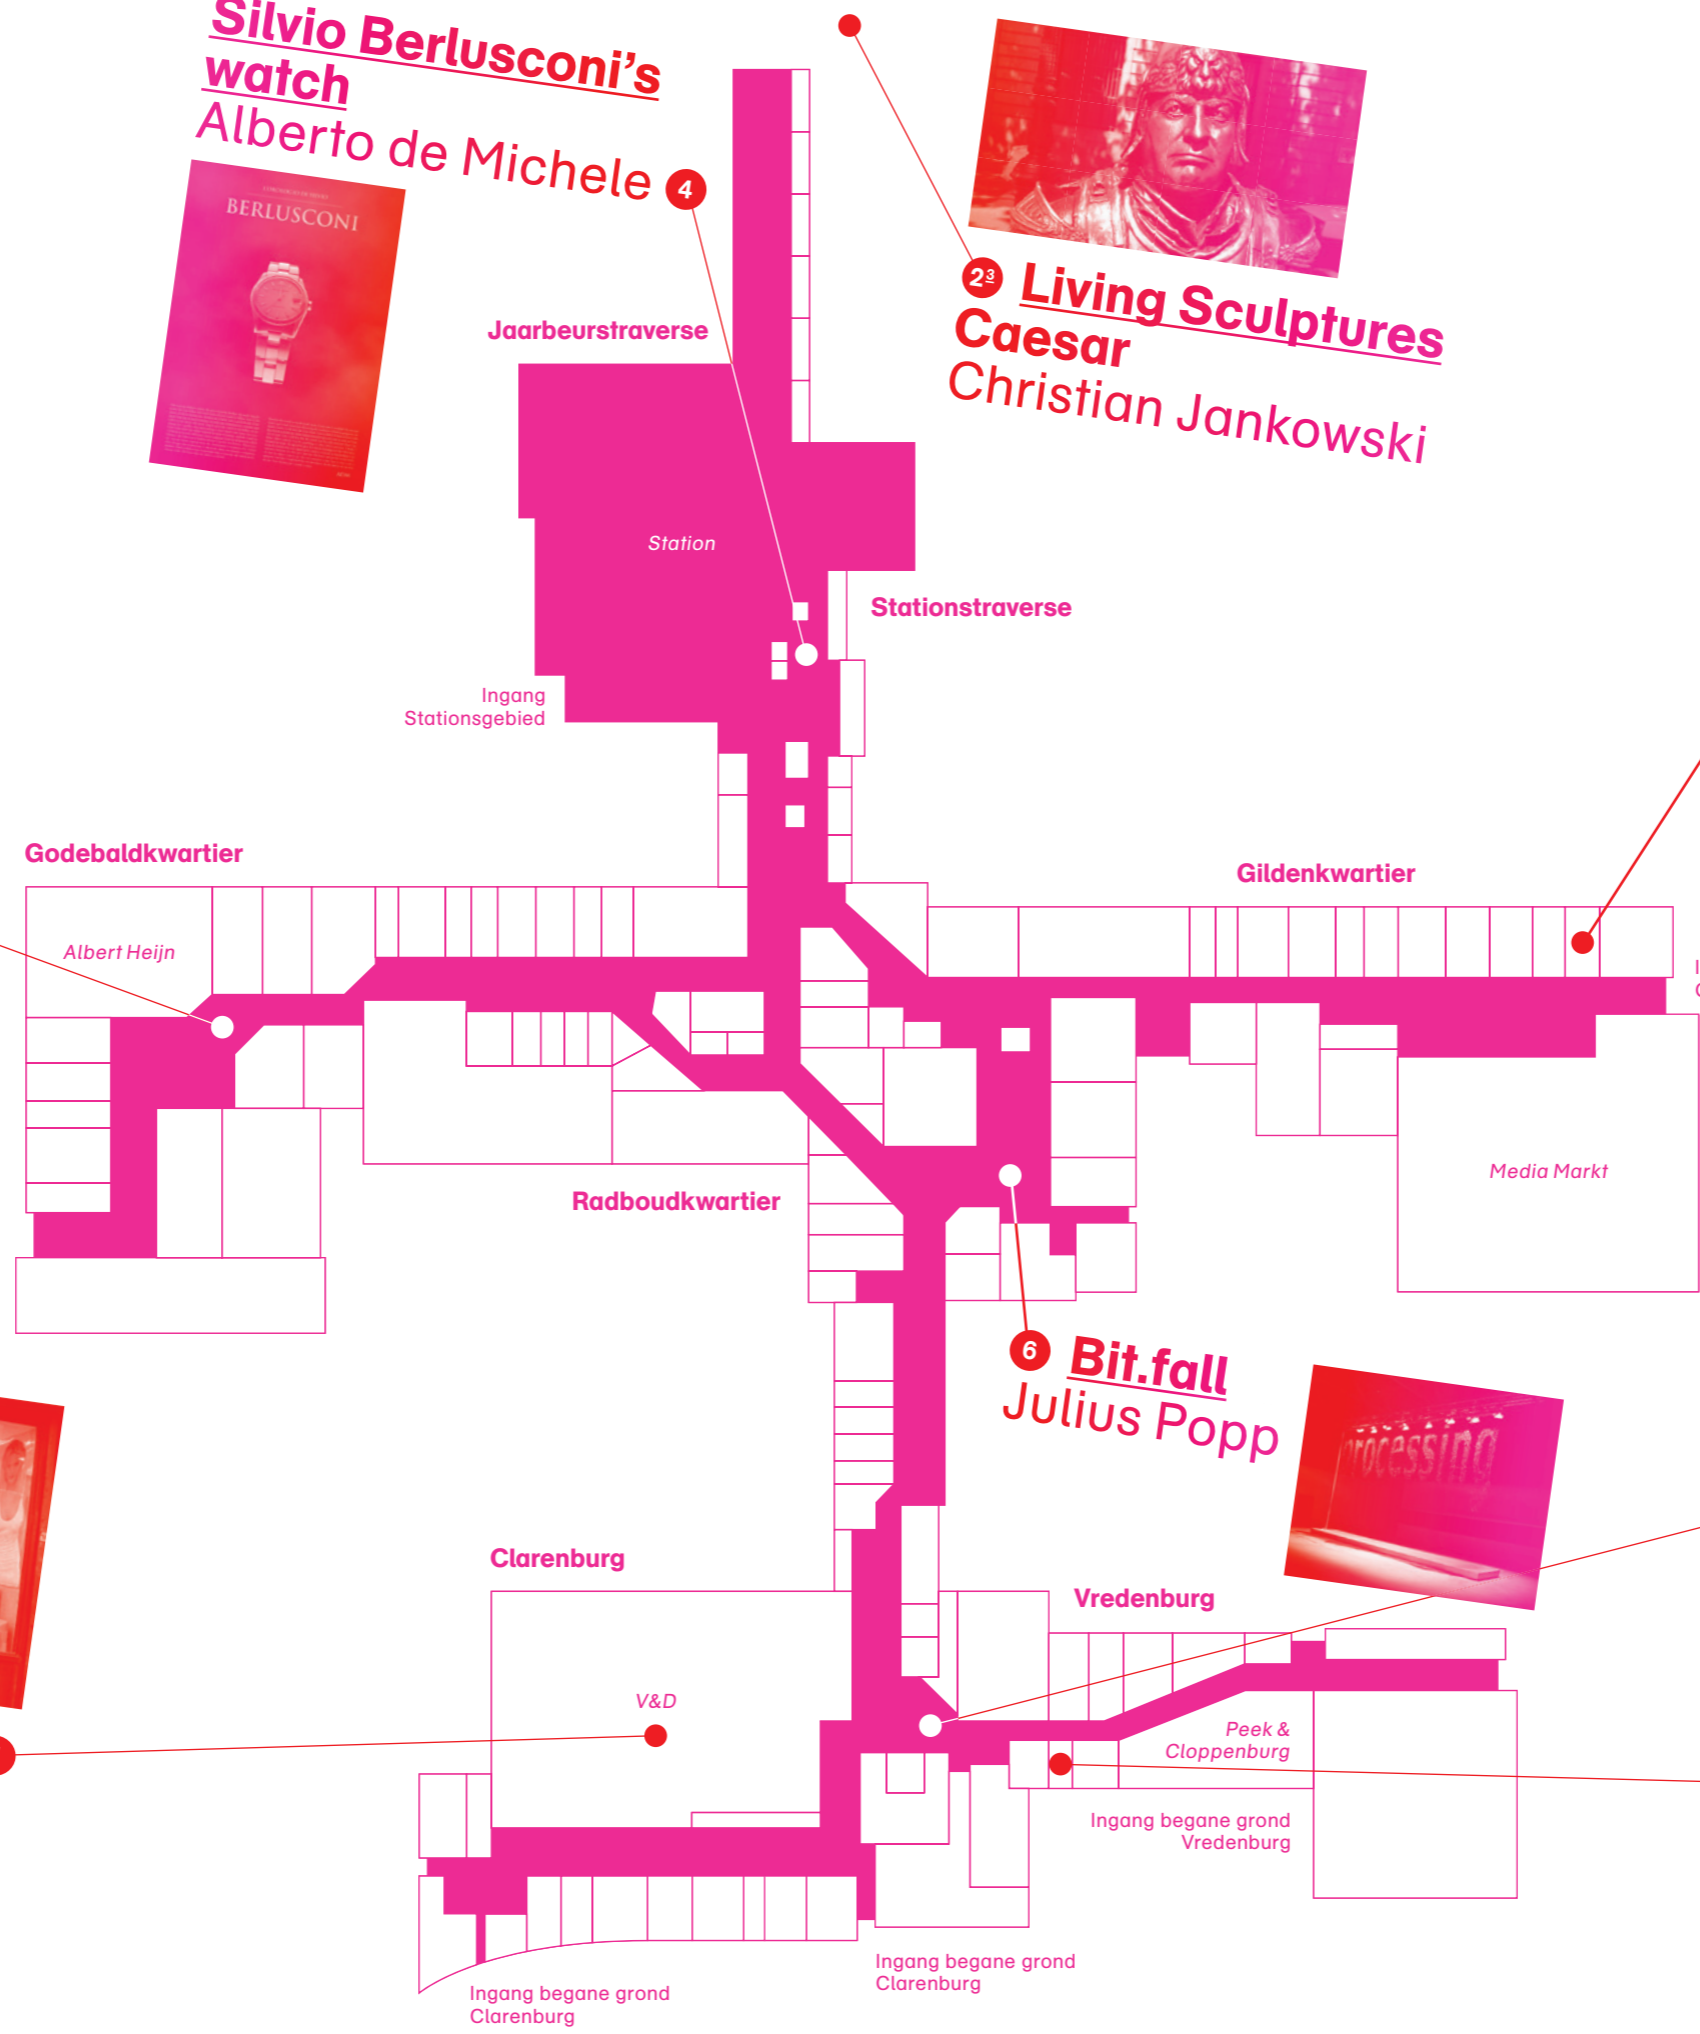 Silvio Berlusconi’s
watch
Alberto de Michele 4
BERLUSCONI
2³ Living Sculptures
Caesar
Christian Jankowski
Jaarbeurstraverse
Station
Stationstraverse
Ingang
Stationsgebied
Godebaldkwartier
Gildenkwartier
Albert Heijn
Media Markt
Radboudkwartier
6 Bit.fall
Julius Popp
processing
Clarenburg
Vredenburg
V&D
Peek &
Cloppenburg
Ingang begane grond
Vredenburg
Ingang begane grond
Clarenburg
Ingang begane grond
Clarenburg